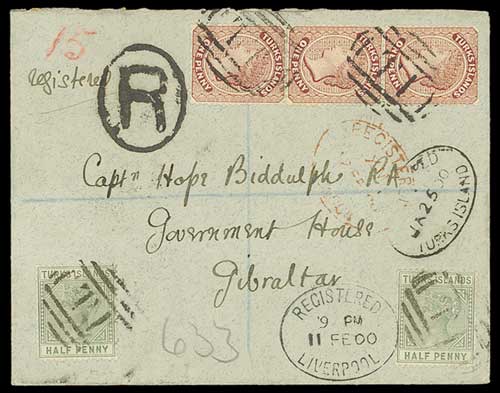 15
registered
R
ONE PENNY
TURKS ISLANDS
ONE PENNY
TURKS ISLANDS
ONE PENNY
TURKS ISLANDS
REGISTERED
JA 25 00
TURKS ISLAND
Captn Hope Biddulph RA
Government House
Gibraltar
TURKS ISLANDS
HALF PENNY
633
REGISTERED
9 PM
11 FE 00
LIVERPOOL
TURKS ISLANDS
HALF PENNY